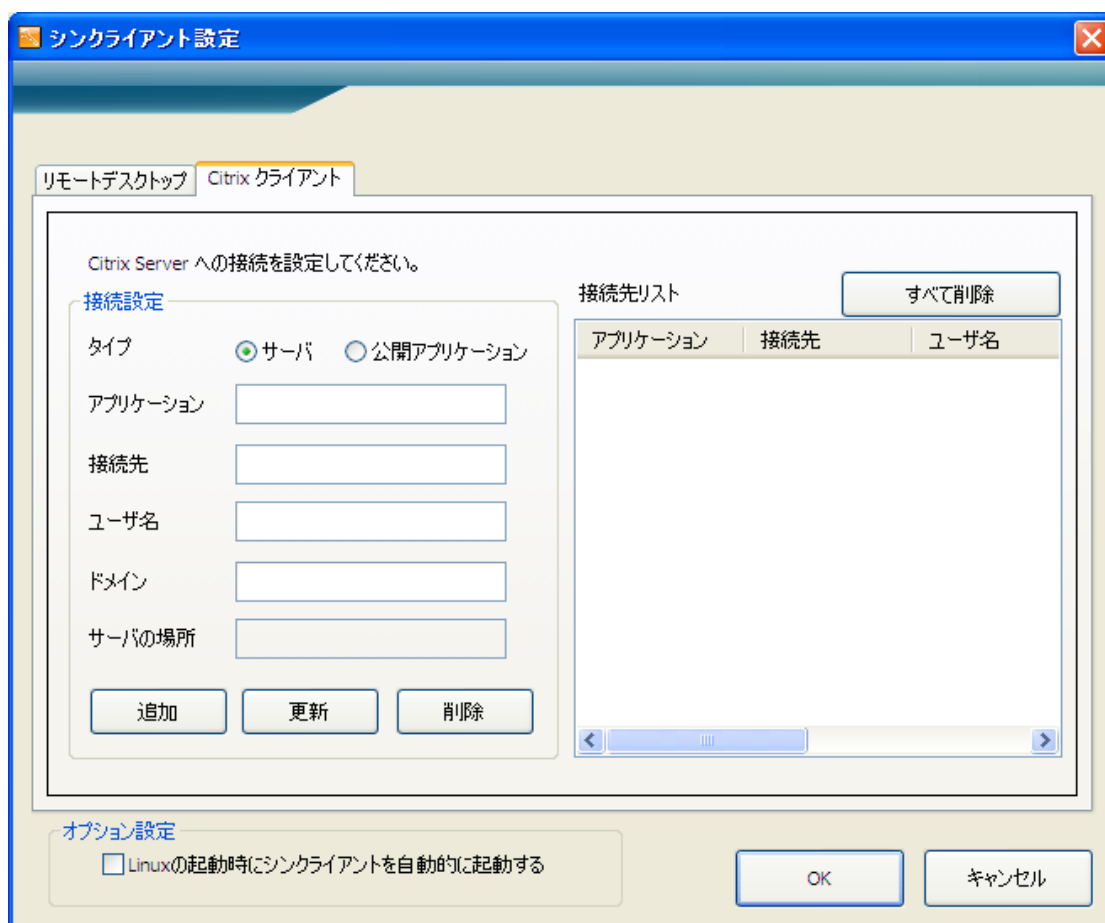 シンクライアント設定
リモートデスクトップ
Citrix クライアント
Citrix Server への接続を設定してください。
接続設定
タイプ
サーバ
公開アプリケーション
アプリケーション
接続先
ユーザ名
ドメイン
サーバの場所
追加
更新
削除
接続先リスト
すべて削除
アプリケーション
接続先
ユーザ名
オプション設定
Linuxの起動時にシンクライアントを自動的に起動する
OK
キャンセル